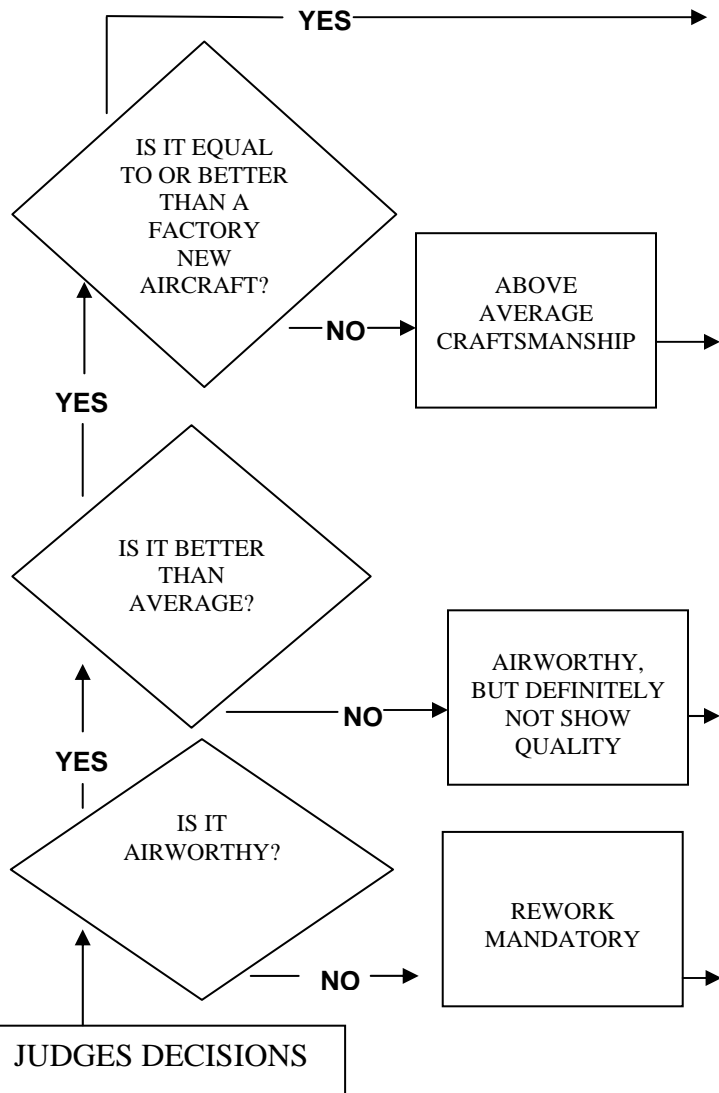 YES
IS IT EQUAL
TO OR BETTER
THAN A
FACTORY
NEW
AIRCRAFT?
NO
ABOVE
AVERAGE
CRAFTSMANSHIP
YES
IS IT BETTER
THAN
AVERAGE?
NO
AIRWORTHY,
BUT DEFINITELY
NOT SHOW
QUALITY
YES
IS IT
AIRWORTHY?
NO
REWORK
MANDATORY
JUDGES DECISIONS